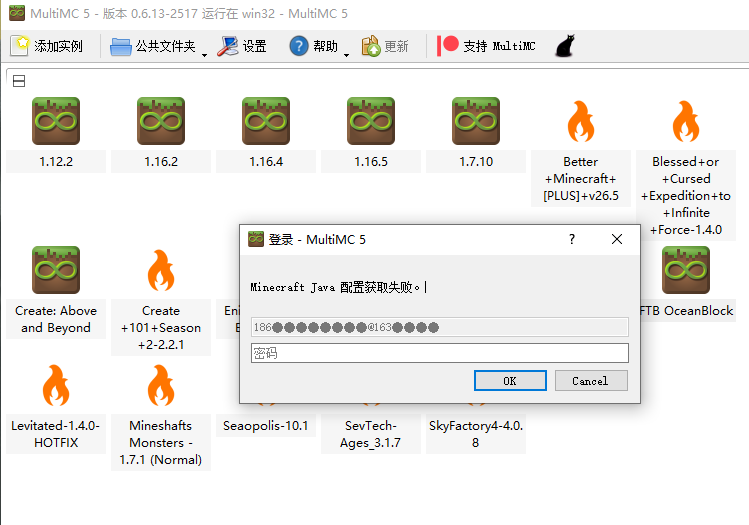 MultiMC 5 - 版本 0.6.13-2517 运行在 win32 - MultiMC 5
添加实例 公共文件夹 设置 帮助 更新 支持 MultiMC
1.12.2
1.16.2
1.16.4
1.16.5
1.7.10
Better
+Minecraft+
[PLUS]+v26.5
Blessed+or
+Cursed
+Expedition+to
+Infinite
+Force-1.4.0
Create: Above
and Beyond
Create
+101+Season
+2-2.2.1
FTB OceanBlock
登录 - MultiMC 5
Minecraft Java 配置获取失败。
186●●●●●●●●@163●●●●
密码
OK Cancel
Levitated-1.4.0-
HOTFIX
Mineshafts
Monsters -
1.7.1 (Normal)
Seaopolis-10.1
SevTech-
Ages_3.1.7
SkyFactory4-4.0.
8